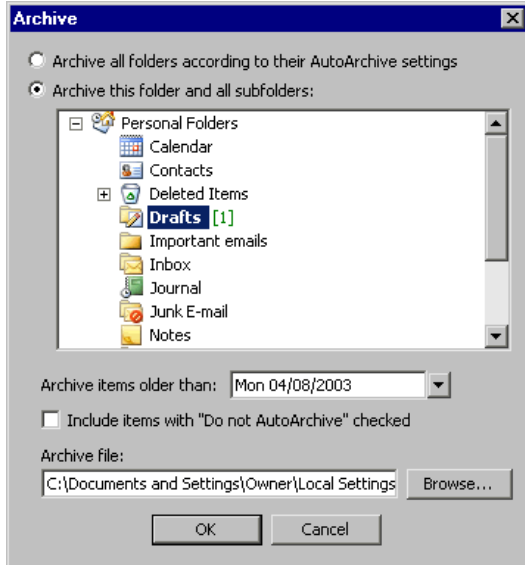 Archive
Archive all folders according to their AutoArchive settings
Archive this folder and all subfolders:
Personal Folders
Calendar
Contacts
Deleted Items
Drafts [1]
Important emails
Inbox
Journal
Junk E-mail
Notes
Archive items older than: Mon 04/08/2003
Include items with "Do not AutoArchive" checked
Archive file:
C:\Documents and Settings\Owner\Local Settings Browse...
OK Cancel